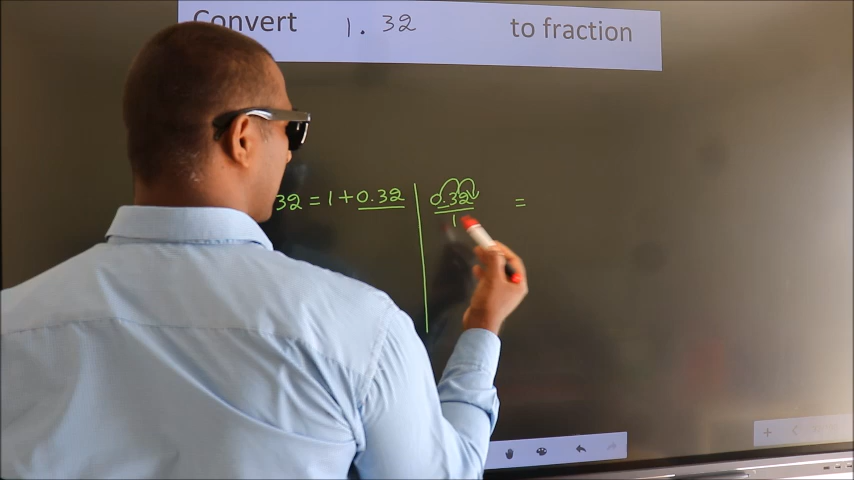 Convert 1.32 to fraction
32 = 1 + 0.32 0.32 =
1